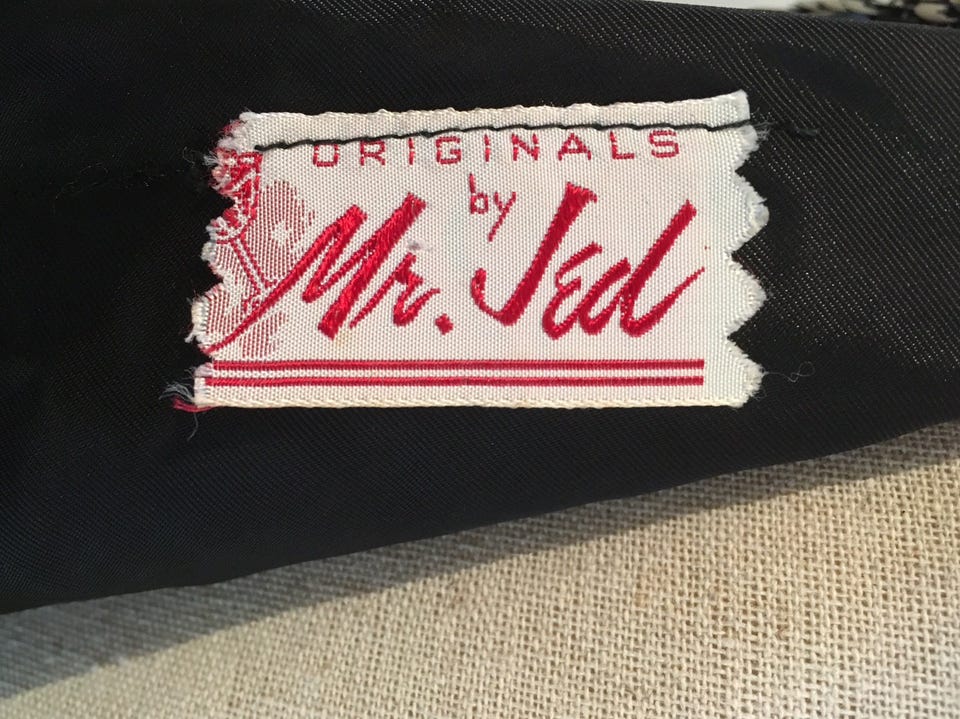 ORIGINALS
by
Mr. Jed